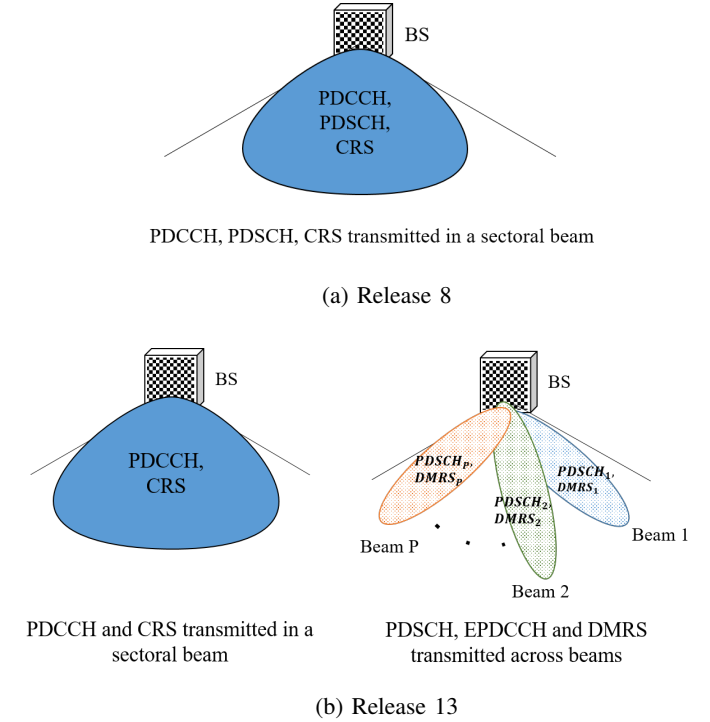 BS
PDCCH,
PDSCH,
CRS
PDCCH, PDSCH, CRS transmitted in a sectoral beam
(a) Release 8
BS
PDCCH,
CRS
PDCCH and CRS transmitted in a
sectoral beam
BS
PDSCH_P,
DMRS_P
PDSCH_2,
DMRS_2
PDSCH_1,
DMRS_1
Beam P
Beam 2
Beam 1
PDSCH, EPDCCH and DMRS
transmitted across beams
(b) Release 13